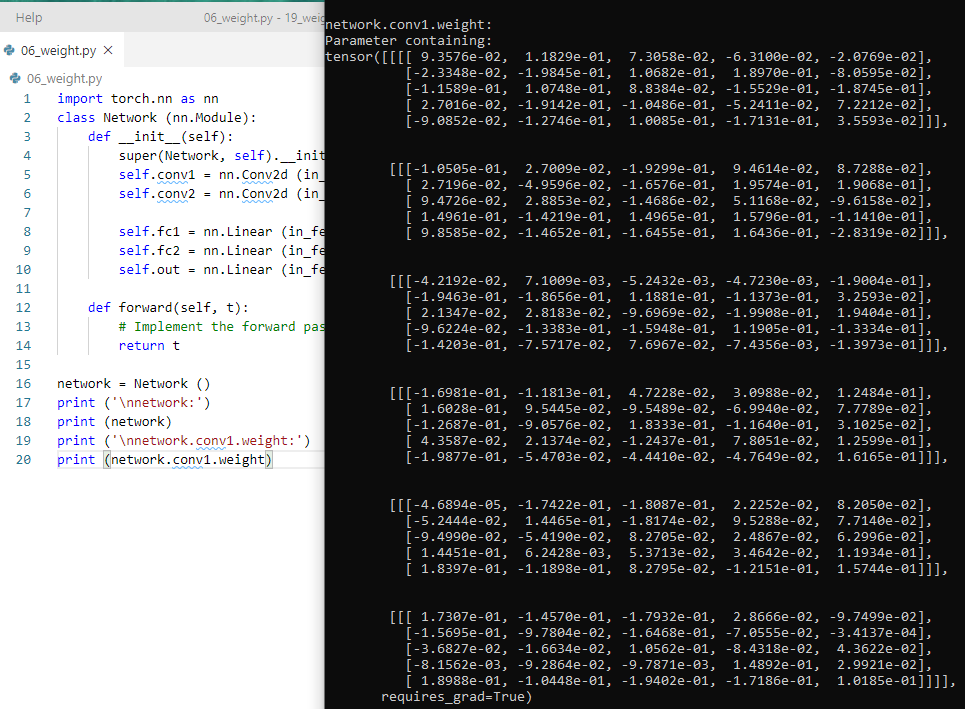 Help
06_weight.py - 19_weig
06_weight.py ×
06_weight.py
1 import torch.nn as nn
2 class Network (nn.Module):
3 def __init__(self):
4 super(Network, self).__init
5 self.conv1 = nn.Conv2d (in_
6 self.conv2 = nn.Conv2d (in_
7
8 self.fc1 = nn.Linear (in_fe
9 self.fc2 = nn.Linear (in_fe
10 self.out = nn.Linear (in_fe
11
12 def forward(self, t):
13 # Implement the forward pas
14 return t
15
16 network = Network ()
17 print ('\nnetwork:')
18 print (network)
19 print ('\nnetwork.conv1.weight:')
20 print (network.conv1.weight)
network.conv1.weight:
Parameter containing:
tensor([[[[ 9.3576e-02,  1.1829e-01,  7.3058e-02, -6.3100e-02, -2.0769e-02],
[-2.3348e-02, -1.9845e-01,  1.0682e-01,  1.8970e-01, -8.0595e-02],
[-1.1589e-01,  1.0748e-01,  8.8384e-02, -1.5529e-01, -1.8745e-01],
[ 2.7016e-02, -1.9142e-01, -1.0486e-01, -5.2411e-02,  7.2212e-02],
[-9.0852e-02, -1.2746e-01,  1.0085e-01, -1.7131e-01,  3.5593e-02]]],
[[[-1.0505e-01,  2.7009e-02, -1.9299e-01,  9.4614e-02,  8.7288e-02],
[ 2.7196e-02, -4.9596e-02, -1.6576e-01,  1.9574e-01,  1.9068e-01],
[ 9.4726e-02,  2.8853e-02, -1.4686e-02,  5.1168e-02, -9.6158e-02],
[ 1.4961e-01, -1.4219e-01,  1.4965e-01,  1.5796e-01, -1.1410e-01],
[ 9.8585e-02, -1.4652e-01, -1.6455e-01,  1.6436e-01, -2.8319e-02]]],
[[[-4.2192e-02,  7.1009e-03, -5.2432e-03, -4.7230e-03, -1.9004e-01],
[-1.9463e-01, -1.8656e-01,  1.1881e-01, -1.1373e-01,  3.2593e-02],
[ 2.1347e-02,  2.8183e-02, -9.6969e-02, -1.9908e-01,  1.9404e-01],
[-9.6224e-02, -1.3383e-01, -1.5948e-01,  1.1905e-01, -1.3334e-01],
[-1.4203e-01, -7.5717e-02,  7.6967e-02, -7.4356e-03, -1.3973e-01]]],
[[[-1.6981e-01, -1.1813e-01,  4.7228e-02,  3.0988e-02,  1.2484e-01],
[ 1.6028e-01,  9.5445e-02, -9.5489e-02, -6.9940e-02,  7.7789e-02],
[-1.2687e-01, -9.0576e-02,  1.8333e-01, -1.1640e-01,  3.1025e-02],
[ 4.3587e-02,  2.1374e-02, -1.2437e-01,  7.8051e-02,  1.2599e-01],
[-1.9877e-01, -5.4703e-02, -4.4410e-02, -4.7649e-02,  1.6165e-01]]],
[[[-4.6894e-05, -1.7422e-01, -1.8087e-01,  2.2252e-02,  8.2050e-02],
[-5.2444e-02,  1.4465e-01, -1.8174e-02,  9.5288e-02,  7.7140e-02],
[-9.4990e-02, -5.4190e-02,  8.2705e-02,  2.4867e-02,  6.2996e-02],
[ 1.4451e-01,  6.2428e-03,  5.3713e-02,  3.4642e-02,  1.1934e-01],
[ 1.8397e-01, -1.1898e-01,  8.2795e-02, -1.2151e-01,  1.5744e-01]]],
[[[ 1.7307e-01, -1.4570e-01, -1.7932e-01,  2.8666e-02, -9.7499e-02],
[-1.5695e-01, -9.7804e-02, -1.6468e-01, -7.0555e-02, -3.4137e-04],
[-3.6827e-02, -1.6634e-02,  1.0562e-01, -8.4318e-02,  4.3622e-02],
[-8.1562e-03, -9.2864e-02, -9.7871e-03,  1.4892e-01,  2.9921e-02],
[ 1.8988e-01, -1.0448e-01, -1.9402e-01, -1.7186e-01,  1.0185e-01]]]],
requires_grad=True)